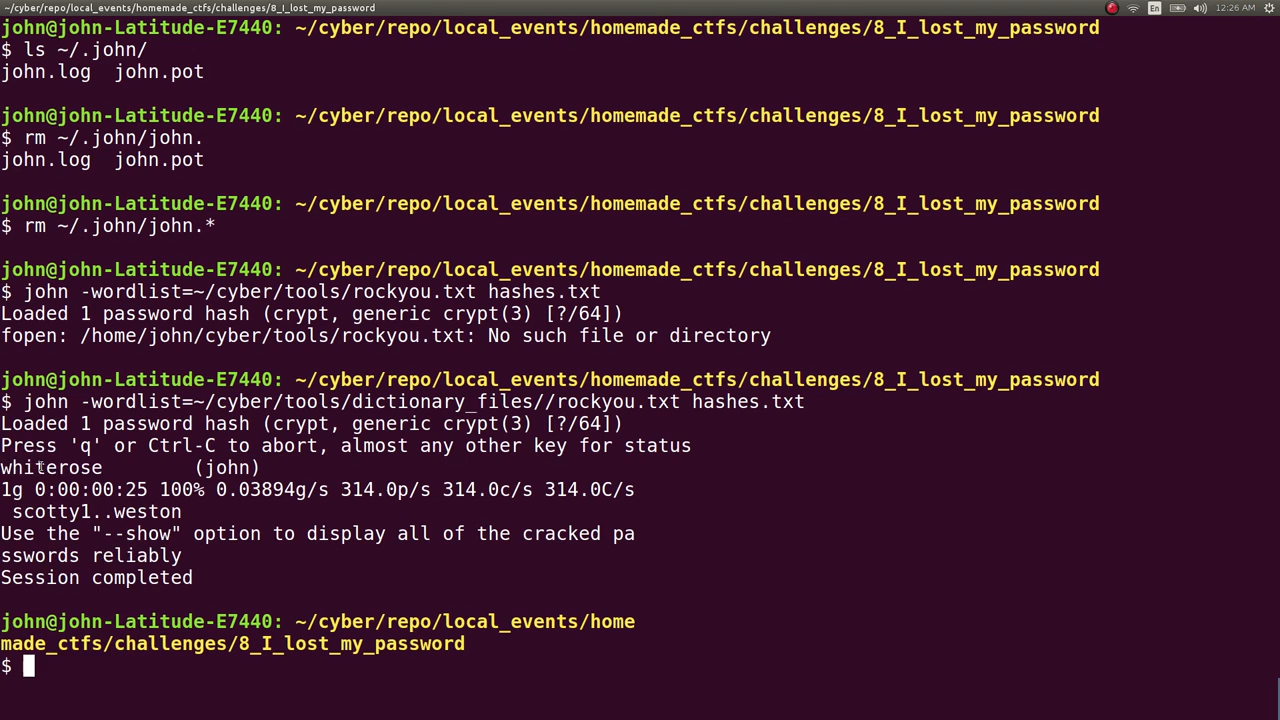 ~/cyber/repo/local_events/homemade_ctfs/challenges/8_I_lost_my_password
En
12:26 AM
john@john-Latitude-E7440: ~/cyber/repo/local_events/homemade_ctfs/challenges/8_I_lost_my_password
$ ls ~/.john/
john.log  john.pot
john@john-Latitude-E7440: ~/cyber/repo/local_events/homemade_ctfs/challenges/8_I_lost_my_password
$ rm ~/.john/john.
john.log  john.pot
john@john-Latitude-E7440: ~/cyber/repo/local_events/homemade_ctfs/challenges/8_I_lost_my_password
$ rm ~/.john/john.*
john@john-Latitude-E7440: ~/cyber/repo/local_events/homemade_ctfs/challenges/8_I_lost_my_password
$ john -wordlist=~/cyber/tools/rockyou.txt hashes.txt
Loaded 1 password hash (crypt, generic crypt(3) [?/64])
fopen: /home/john/cyber/tools/rockyou.txt: No such file or directory
john@john-Latitude-E7440: ~/cyber/repo/local_events/homemade_ctfs/challenges/8_I_lost_my_password
$ john -wordlist=~/cyber/tools/dictionary_files//rockyou.txt hashes.txt
Loaded 1 password hash (crypt, generic crypt(3) [?/64])
Press 'q' or Ctrl-C to abort, almost any other key for status
whiterose        (john)
1g 0:00:00:25 100% 0.03894g/s 314.0p/s 314.0c/s 314.0C/s
scotty1..weston
Use the "--show" option to display all of the cracked pa
sswords reliably
Session completed
john@john-Latitude-E7440: ~/cyber/repo/local_events/home
made_ctfs/challenges/8_I_lost_my_password
$